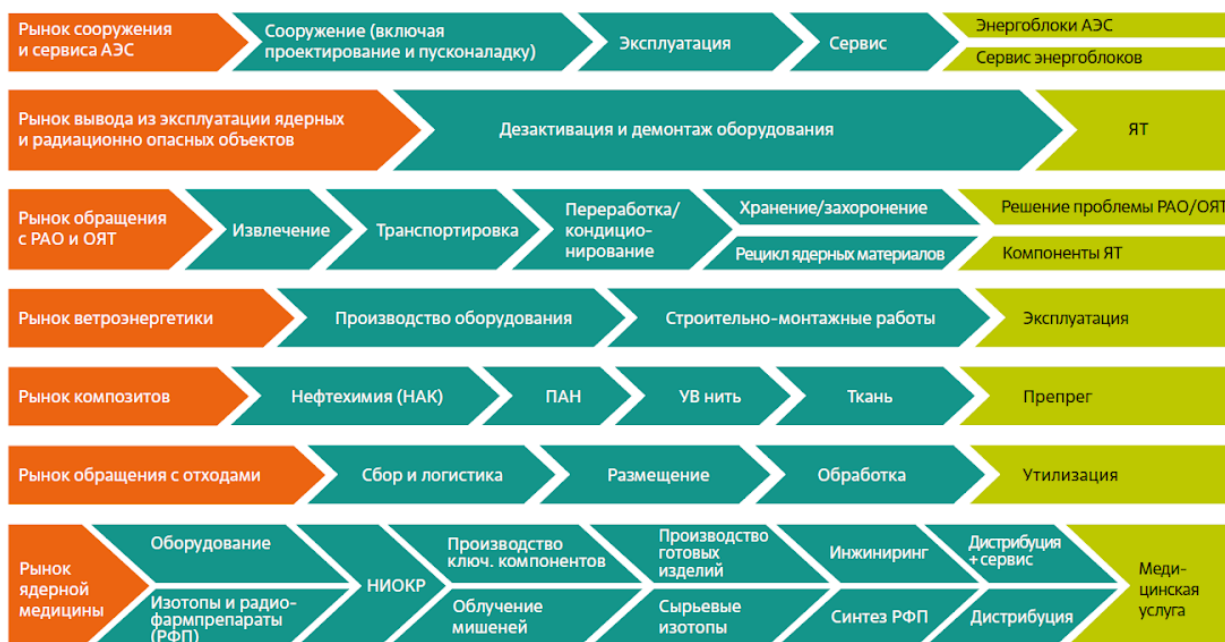 Рынок сооружения
и сервиса АЭС
Сооружение (включая
проектирование и пусконаладку)
Эксплуатация
Сервис
Энергоблоки АЭС
Сервис энергоблоков
Рынок вывода из эксплуатации ядерных
и радиационно опасных объектов
Дезактивация и демонтаж оборудования
ЯТ
Рынок обращения
с РАО и ОЯТ
Извлечение
Транспортировка
Переработка/
кондицио-
нирование
Хранение/захоронение
Рецикл ядерных материалов
Решение проблемы РАО/ОЯТ
Компоненты ЯТ
Рынок ветроэнергетики
Производство оборудования
Строительно-монтажные работы
Эксплуатация
Рынок композитов
Нефтехимия (НАК)
ПАН
УВ нить
Ткань
Препрег
Рынок обращения с отходами
Сбор и логистика
Размещение
Обработка
Утилизация
Рынок
ядерной
медицины
Оборудование
Изотопы и радио-
фармпрепараты
(РФП)
НИОКР
Производство
ключ. компонентов
Облучение
мишеней
Производство
готовых
изделий
Сырьевые
изотопы
Инжиниринг
Синтез РФП
Дистрибуция
+ сервис
Дистрибуция
Меди-
цинская
услуга